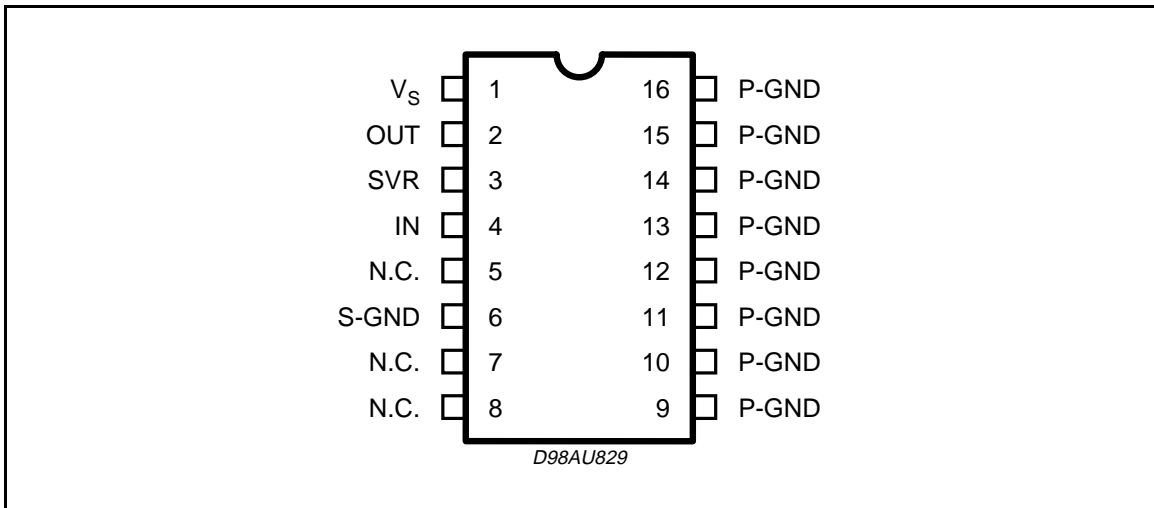 V_S 1 16 P-GND
OUT 2 15 P-GND
SVR 3 14 P-GND
IN 4 13 P-GND
N.C. 5 12 P-GND
S-GND 6 11 P-GND
N.C. 7 10 P-GND
N.C. 8 9 P-GND
D98AU829